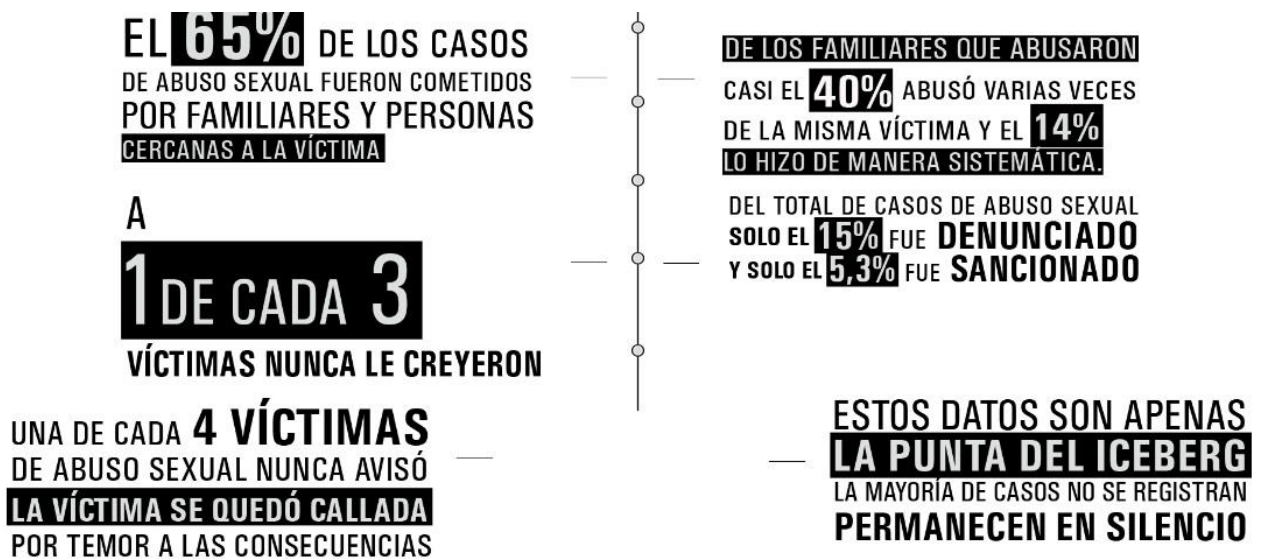 EL 65% DE LOS CASOS
DE ABUSO SEXUAL FUERON COMETIDOS
POR FAMILIARES Y PERSONAS
CERCANAS A LA VÍCTIMA
A
1 DE CADA 3
VÍCTIMAS NUNCA LE CREYERON
UNA DE CADA 4 VÍCTIMAS
DE ABUSO SEXUAL NUNCA AVISÓ
LA VÍCTIMA SE QUEDÓ CALLADA
POR TEMOR A LAS CONSECUENCIAS
DE LOS FAMILIARES QUE ABUSARON
CASI EL 40% ABUSÓ VARIAS VECES
DE LA MISMA VÍCTIMA Y EL 14%
LO HIZO DE MANERA SISTEMÁTICA.
DEL TOTAL DE CASOS DE ABUSO SEXUAL
SOLO EL 15% FUE DENUNCIADO
Y SOLO EL 5,3% FUE SANCIONADO
ESTOS DATOS SON APENAS
LA PUNTA DEL ICEBERG
LA MAYORÍA DE CASOS NO SE REGISTRAN
PERMANECEN EN SILENCIO